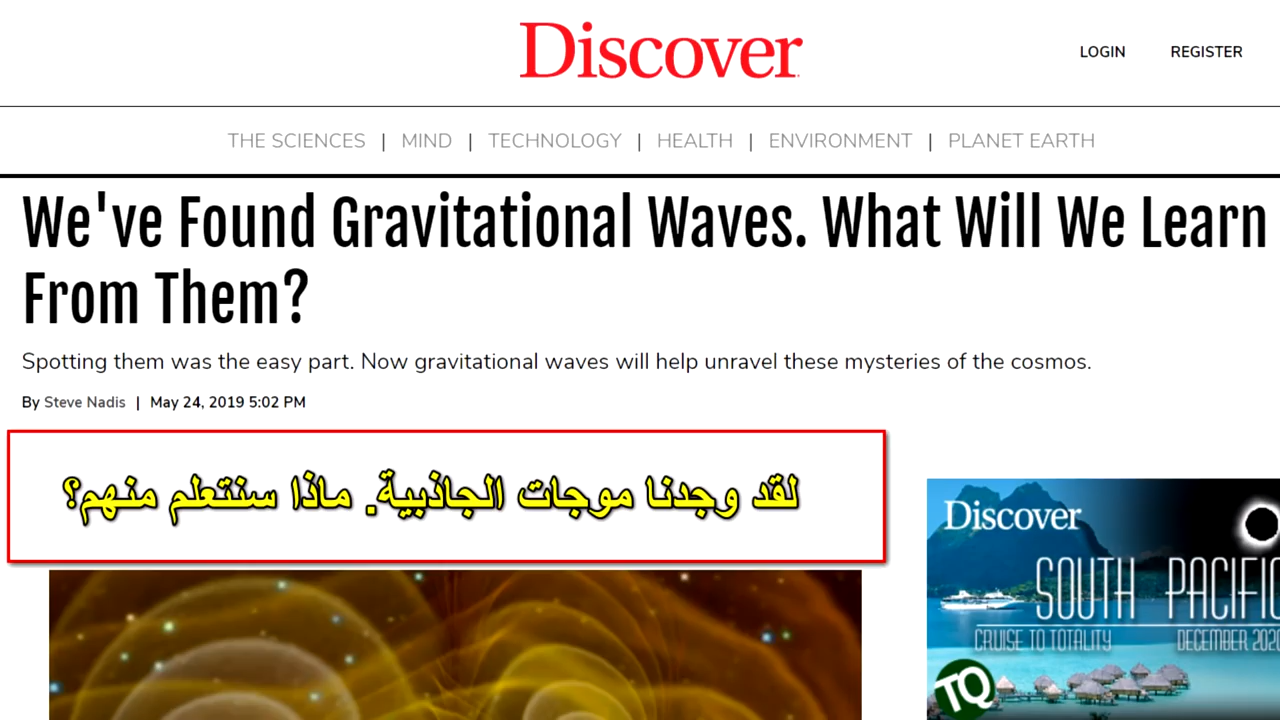 Discover
LOGIN REGISTER
THE SCIENCES | MIND | TECHNOLOGY | HEALTH | ENVIRONMENT | PLANET EARTH
We've Found Gravitational Waves. What Will We Learn
From Them?
Spotting them was the easy part. Now gravitational waves will help unravel these mysteries of the cosmos.
By Steve Nadis | May 24, 2019 5:02 PM
لقد وجدنا موجات الجاذبية. ماذا سنتعلم منهم؟
Discover
SOUTH PACIFIC
CRUISE TO TOTALITY DECEMBER 2020
TQ